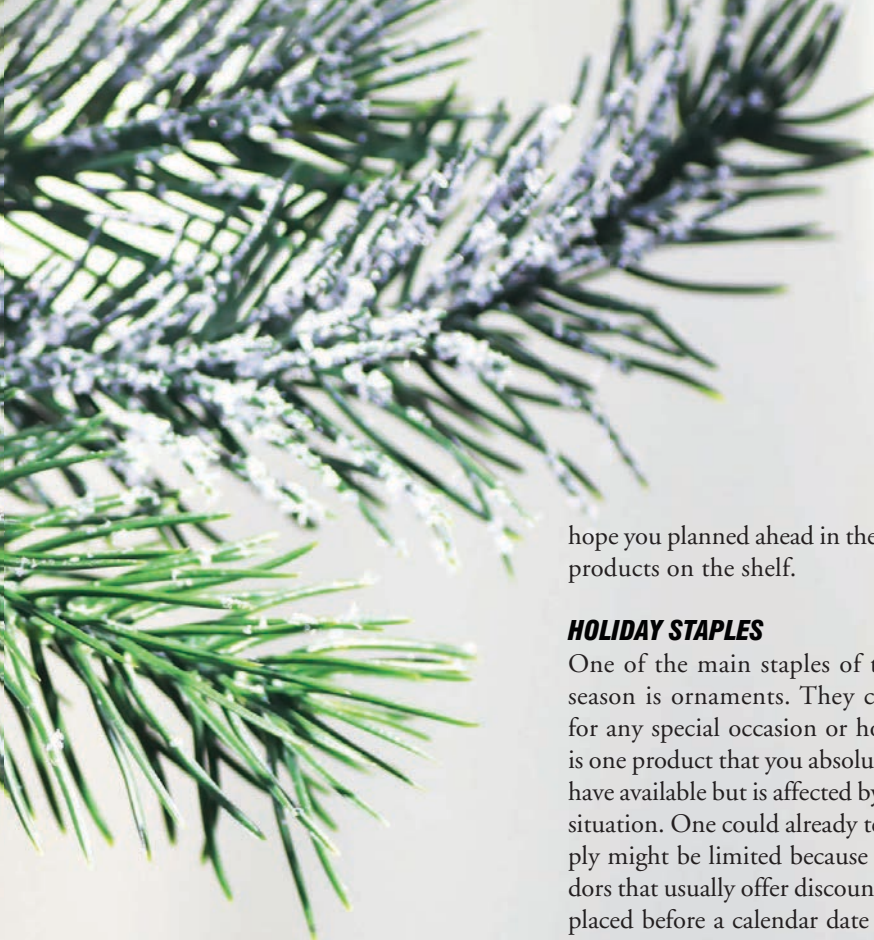 hope you planned ahead in the
products on the shelf.
HOLIDAY STAPLES
One of the main staples of
season is ornaments. They
for any special occasion or
is one product that you
have available but is affected by
situation. One could already
ply might be limited because
dors that usually offer
placed before a calendar date